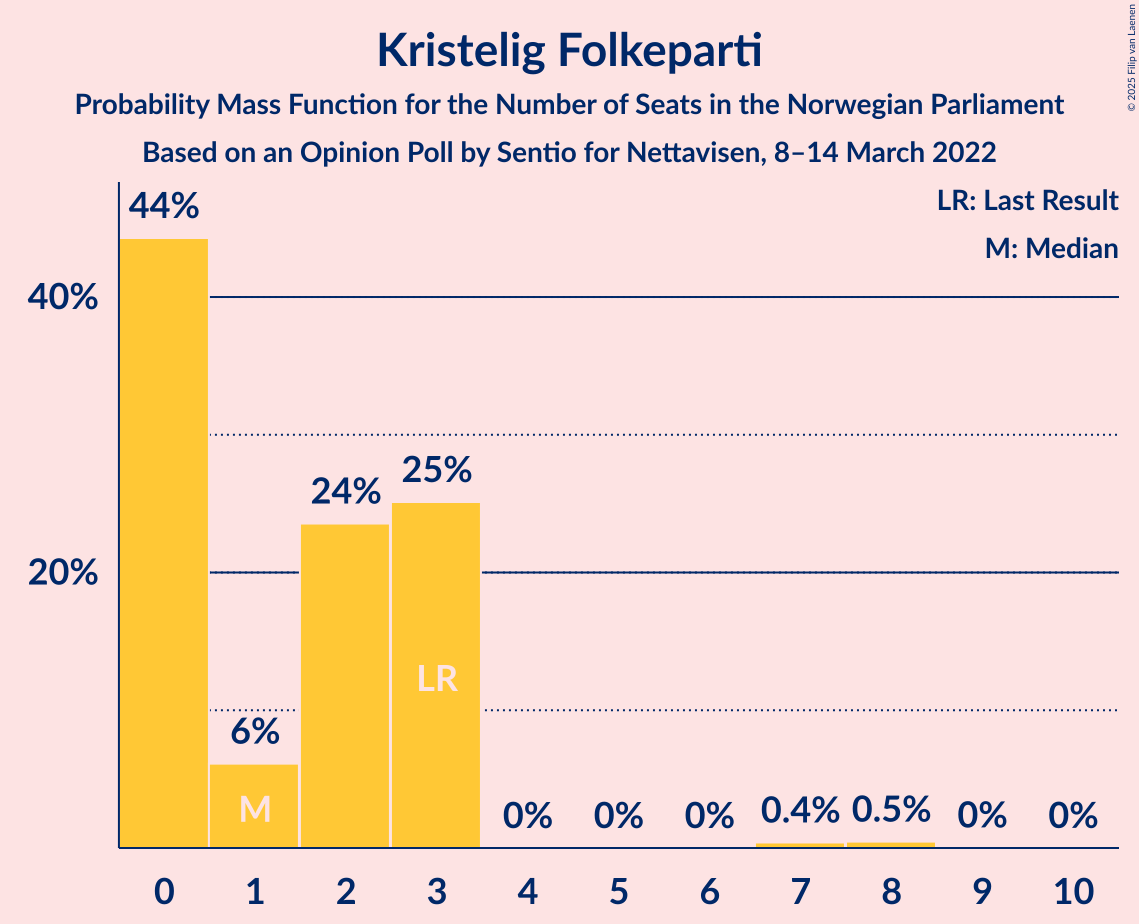 Kristelig Folkeparti
Probability Mass Function for the Number of Seats in the Norwegian Parliament
Based on an Opinion Poll by Sentio for Nettavisen, 8–14 March 2022
© 2025 Filip van Laenen
LR: Last Result
M: Median
44%
40%
25%
24%
20%
LR
6%
M
0% 0% 0% 0.4% 0.5% 0% 0%
0 1 2 3 4 5 6 7 8 9 10